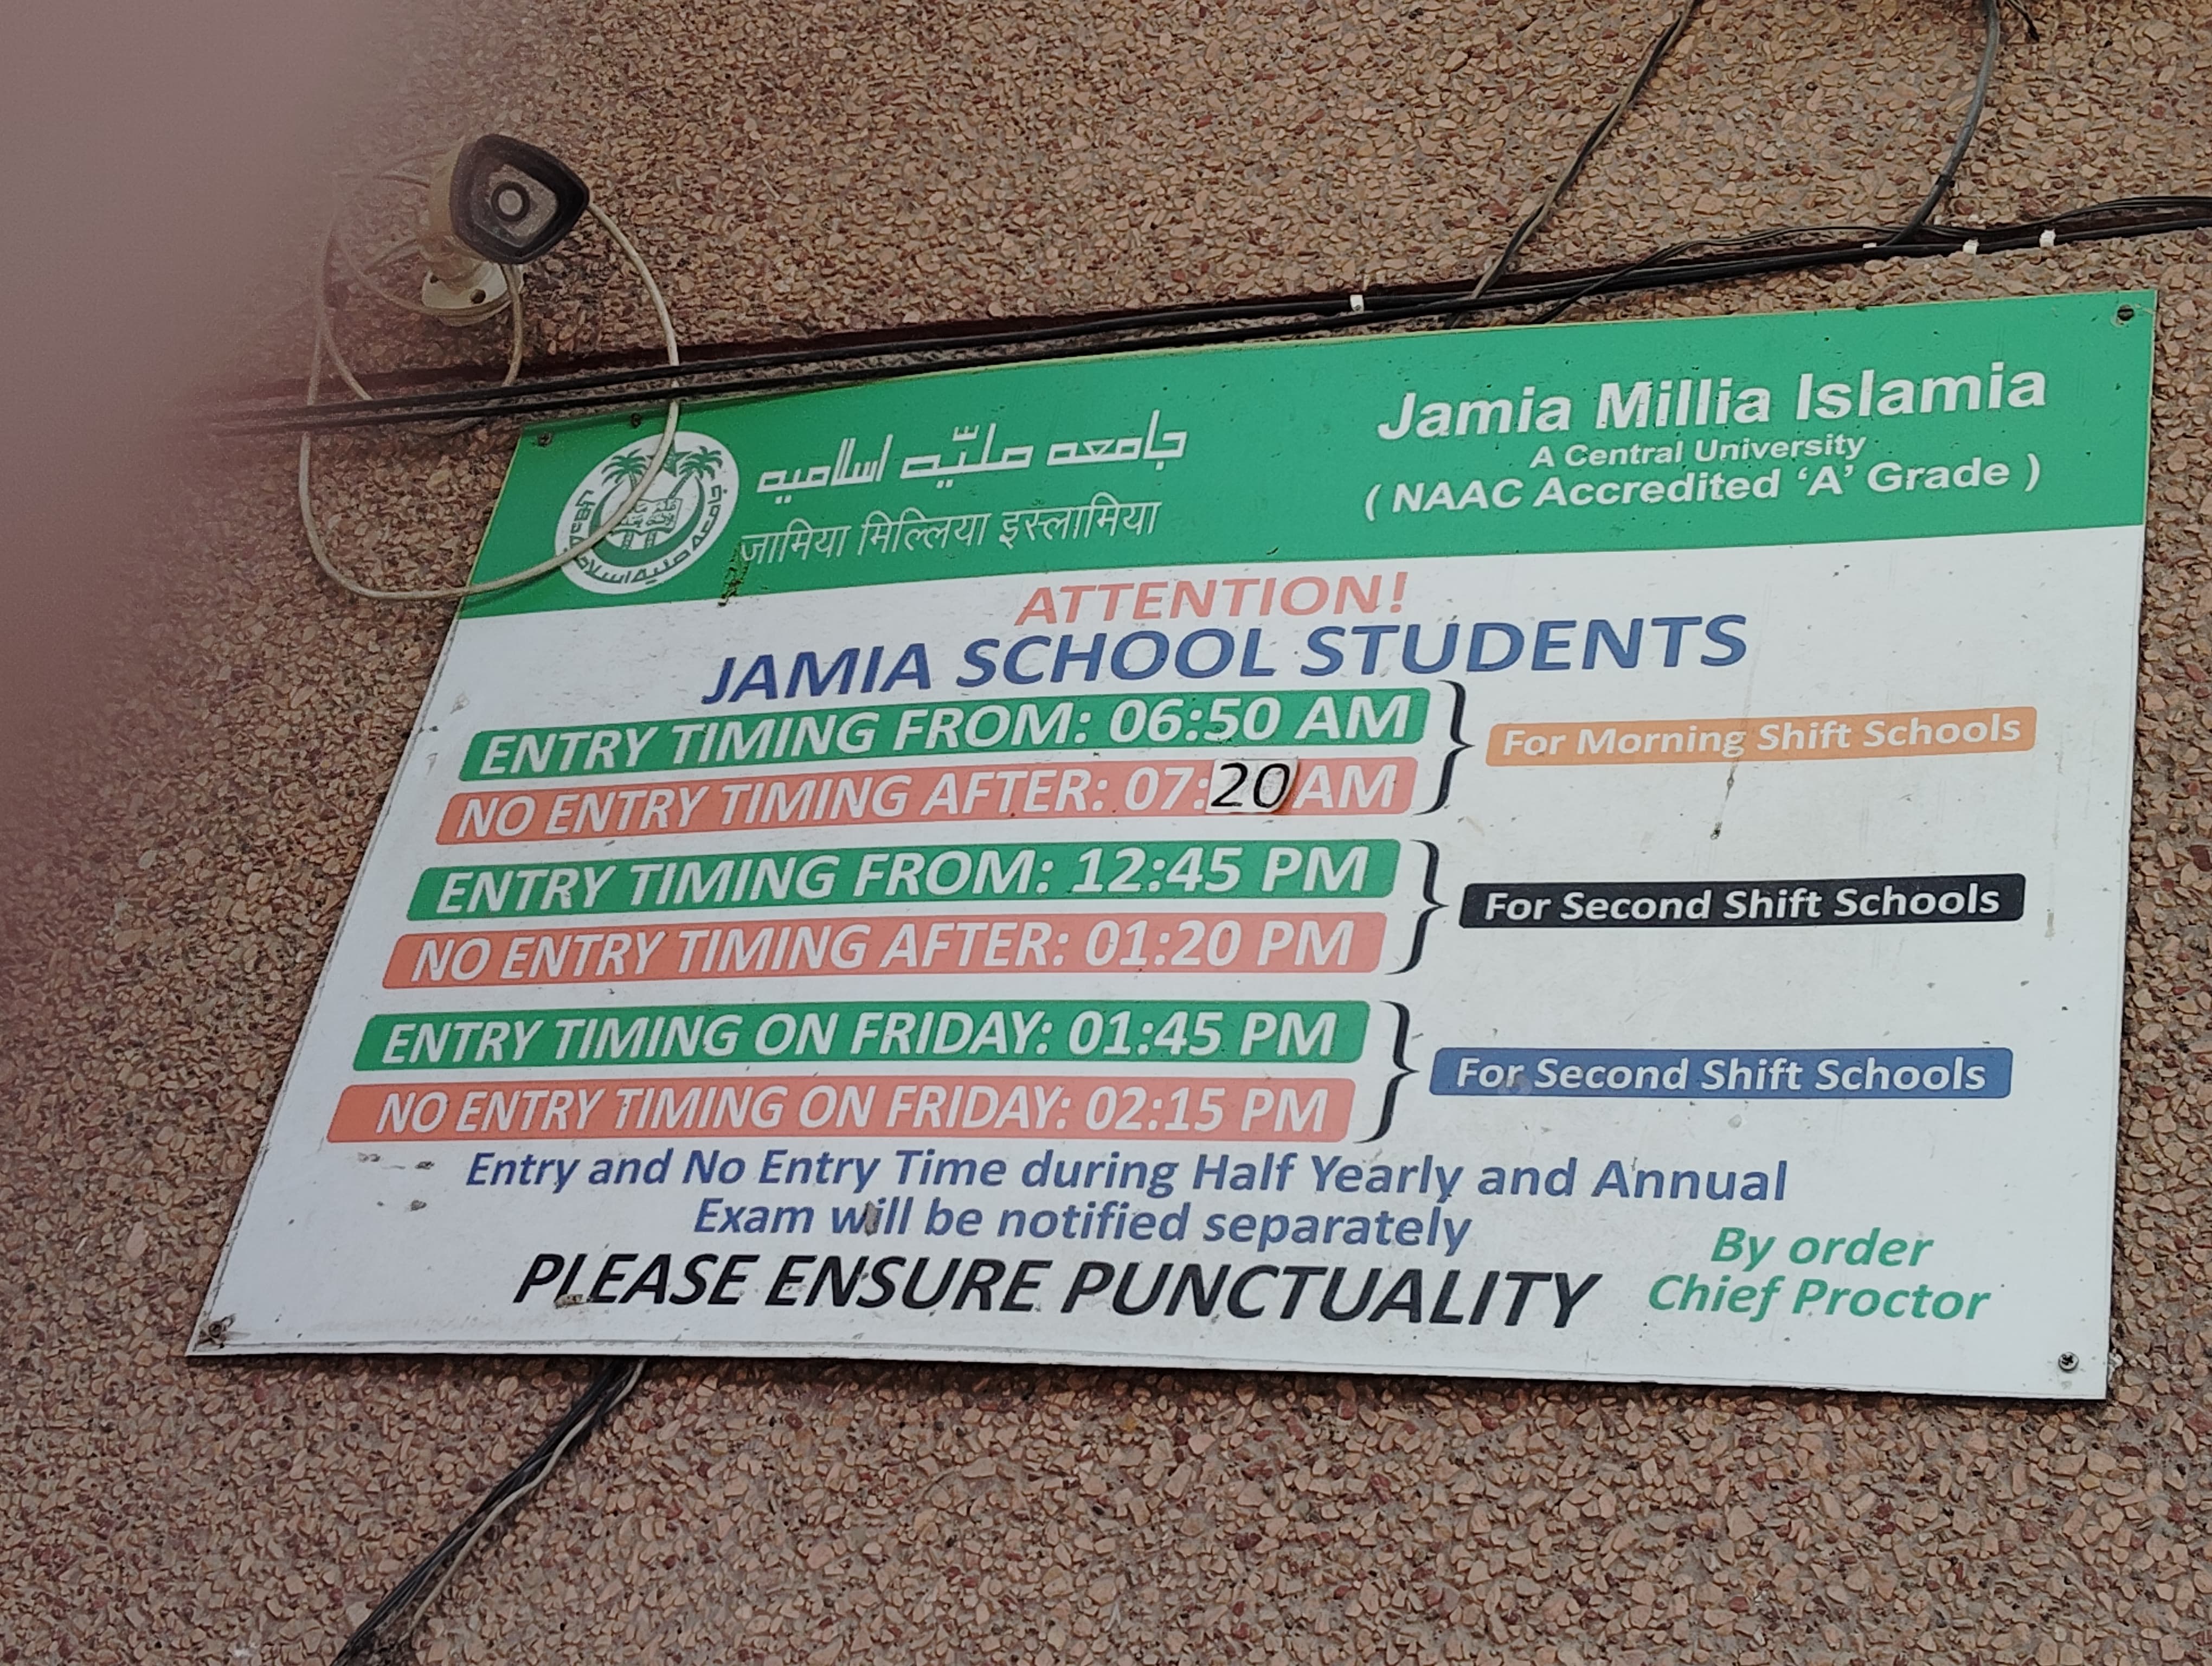 جامعہ ملیّہ اسلامیہ
जामिया मिल्लिया इस्लामिया
Jamia Millia Islamia
A Central University
( NAAC Accredited ‘A’ Grade )
جامعہ ملیہ اسلامیہ
ATTENTION!
JAMIA SCHOOL STUDENTS
ENTRY TIMING FROM: 06:50 AM
NO ENTRY TIMING AFTER: 07:20 AM
For Morning Shift Schools
ENTRY TIMING FROM: 12:45 PM
NO ENTRY TIMING AFTER: 01:20 PM
For Second Shift Schools
ENTRY TIMING ON FRIDAY: 01:45 PM
NO ENTRY TIMING ON FRIDAY: 02:15 PM
For Second Shift Schools
Entry and No Entry Time during Half Yearly and Annual
Exam will be notified separately
PLEASE ENSURE PUNCTUALITY
By order
Chief Proctor